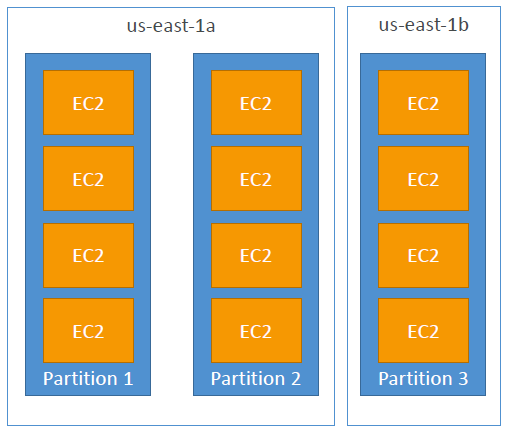 us-east-1a
EC2
EC2
EC2
EC2
Partition 1
EC2
EC2
EC2
EC2
Partition 2
us-east-1b
EC2
EC2
EC2
EC2
Partition 3